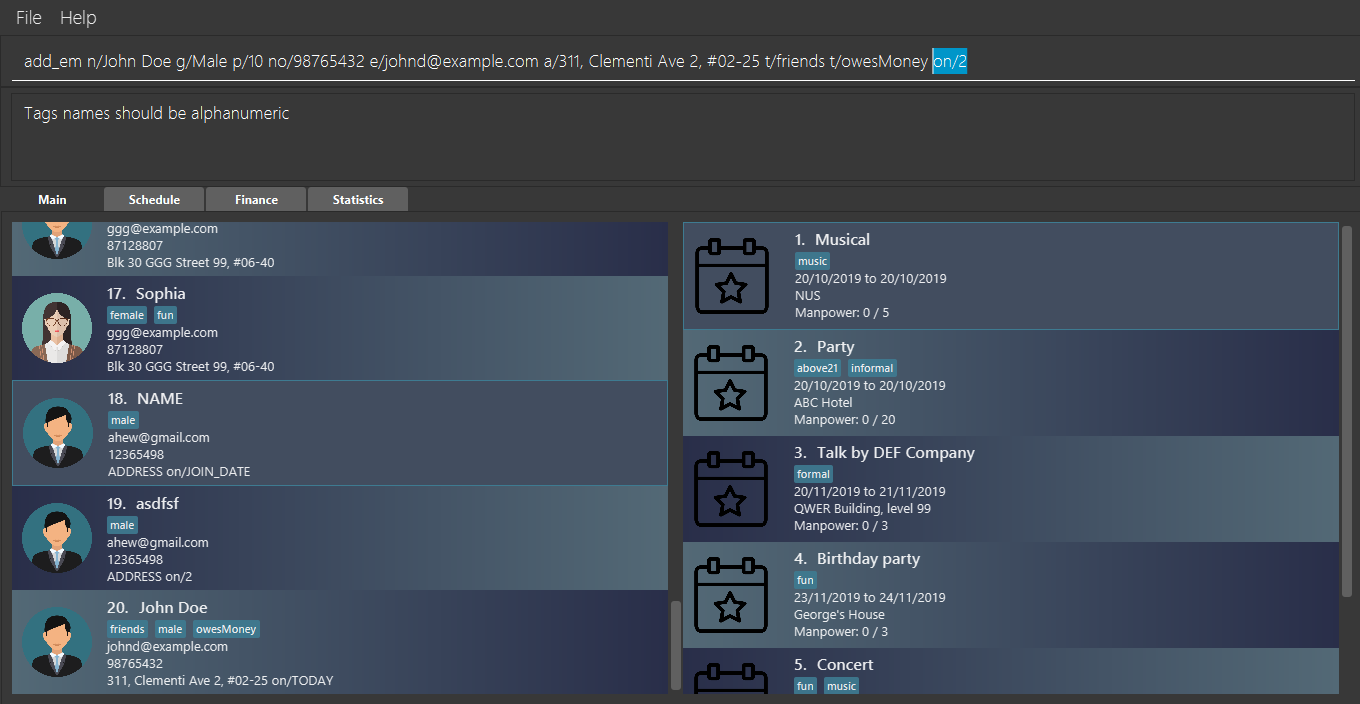 File Help
add_em n/John Doe g/Male p/10 no/98765432 e/johnd@example.com a/311, Clementi Ave 2, #02-25 t/friends t/owesMoney on/2
Tags names should be alphanumeric
Main Schedule Finance Statistics
ggg@example.com
87128807
Blk 30 GGG Street 99, #06-40
17. Sophia
female fun
ggg@example.com
87128807
Blk 30 GGG Street 99, #06-40
18. NAME
male
ahew@gmail.com
12365498
ADDRESS on/JOIN_DATE
19. asdfsf
male
ahew@gmail.com
12365498
ADDRESS on/2
20. John Doe
friends male owesMoney
johnd@example.com
98765432
311, Clementi Ave 2, #02-25 on/TODAY
1. Musical
music
20/10/2019 to 20/10/2019
NUS
Manpower: 0 / 5
2. Party
above21 informal
20/10/2019 to 20/10/2019
ABC Hotel
Manpower: 0 / 20
3. Talk by DEF Company
formal
20/11/2019 to 21/11/2019
QWER Building, level 99
Manpower: 0 / 3
4. Birthday party
fun
23/11/2019 to 24/11/2019
George's House
Manpower: 0 / 3
5. Concert
fun music